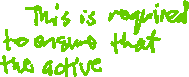 This is required
to ensure that
the active